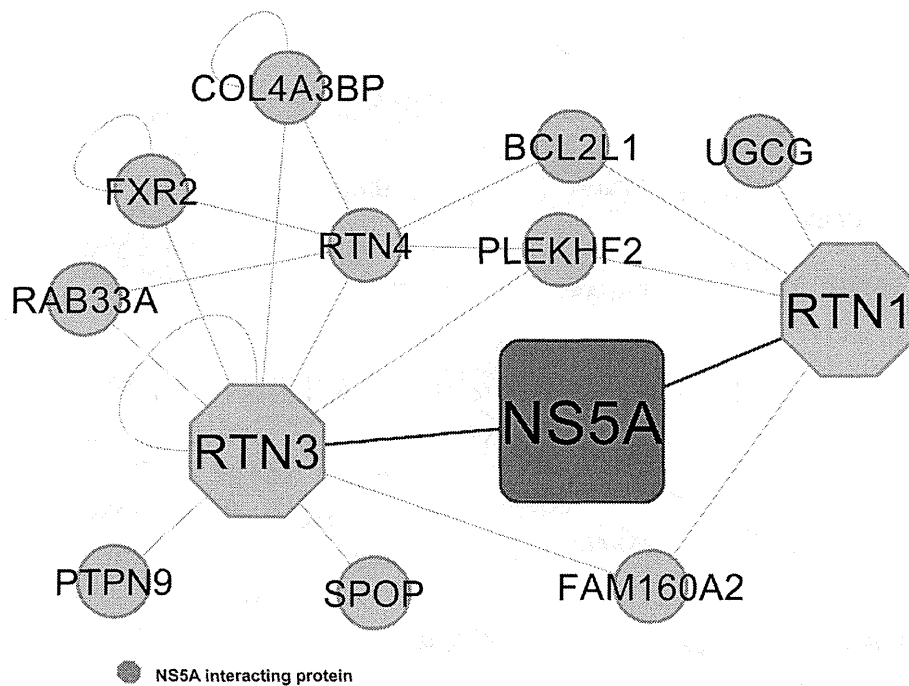 COL4A3BP
BCL2L1
UGCG
FXR2
RTN4
PLEKHF2
RAB33A
RTN1
NS5A
RTN3
PTPN9
SPOP
FAM160A2
NS5A interacting protein